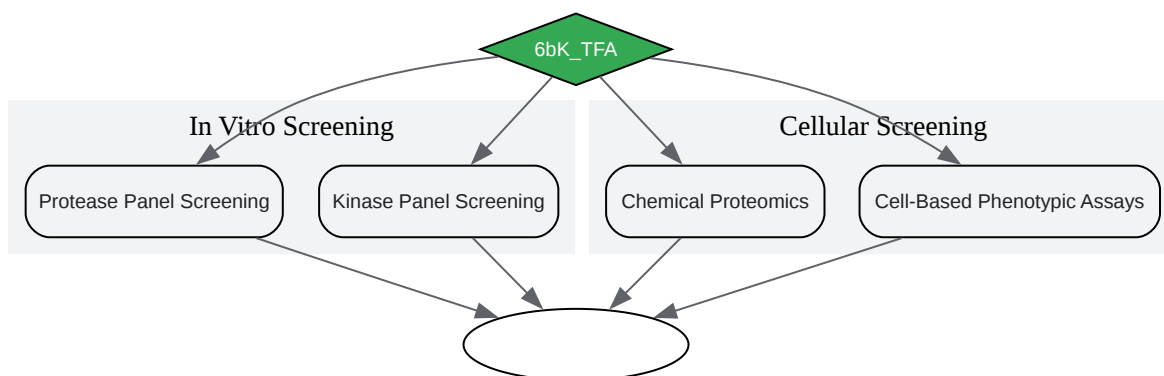 6bK_TFA
In Vitro Screening
Cellular Screening
Protease Panel Screening
Kinase Panel Screening
Chemical Proteomics
Cell-Based Phenotypic Assays